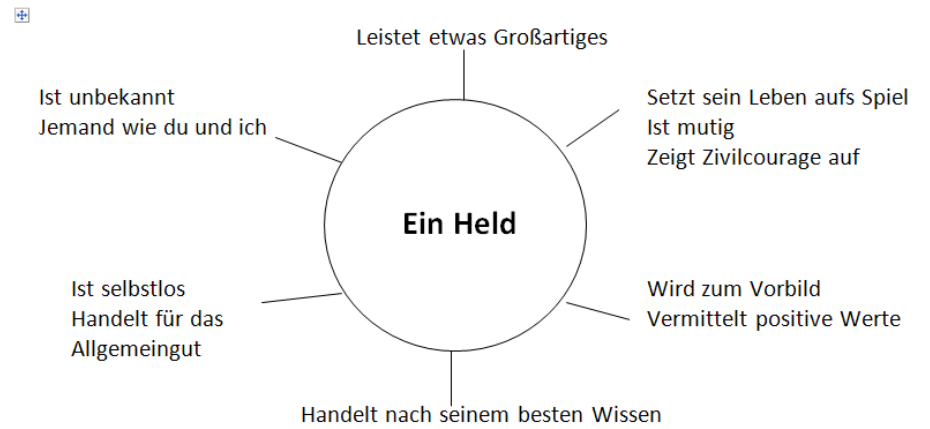 Leistet etwas Großartiges
Ist unbekannt
Jemand wie du und ich
Setzt sein Leben aufs Spiel
Ist mutig
Zeigt Zivilcourage auf
Ein Held
Ist selbstlos
Handelt für das
Allgemeingut
Wird zum Vorbild
Vermittelt positive Werte
Handelt nach seinem besten Wissen